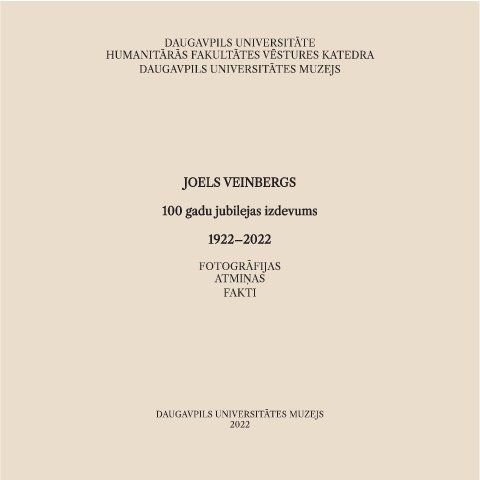 DAUGAVPILS UNIVERSITĀTE
HUMANITĀRĀS FAKULTĀTES VĒSTURES KATEDRA
DAUGAVPILS UNIVERSITĀTES MUZEJS
JOELS VEINBERGS
100 gadu jubilejas izdevums
1922–2022
FOTOGRĀFIJAS
ATMIŅAS
FAKTI
DAUGAVPILS UNIVERSITĀTES MUZEJS
2022